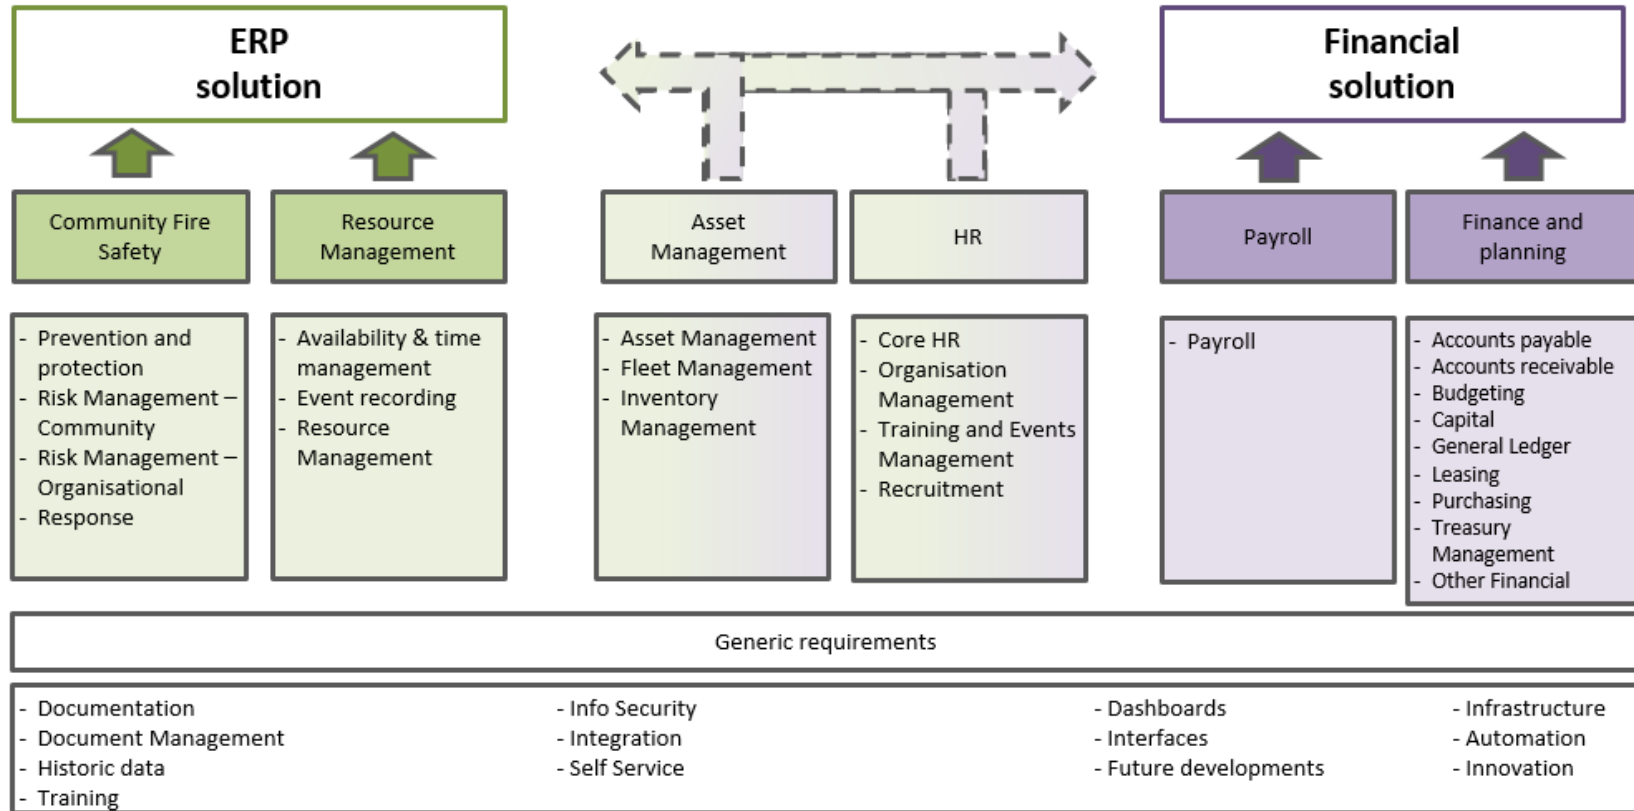 ERP
solution
Financial
solution
Community Fire
Safety
Resource
Management
Asset
Management
HR
Payroll
Finance and
planning
- Prevention and
protection
- Risk Management –
Community
- Risk Management –
Organisational
- Response
- Availability & time
management
- Event recording
- Resource
Management
- Asset Management
- Fleet Management
- Inventory
Management
- Core HR
- Organisation
Management
- Training and Events
Management
- Recruitment
- Payroll
- Accounts payable
- Accounts receivable
- Budgeting
- Capital
- General Ledger
- Leasing
- Purchasing
- Treasury
Management
- Other Financial
Generic requirements
- Documentation
- Document Management
- Historic data
- Training
- Info Security
- Integration
- Self Service
- Dashboards
- Interfaces
- Future developments
- Infrastructure
- Automation
- Innovation